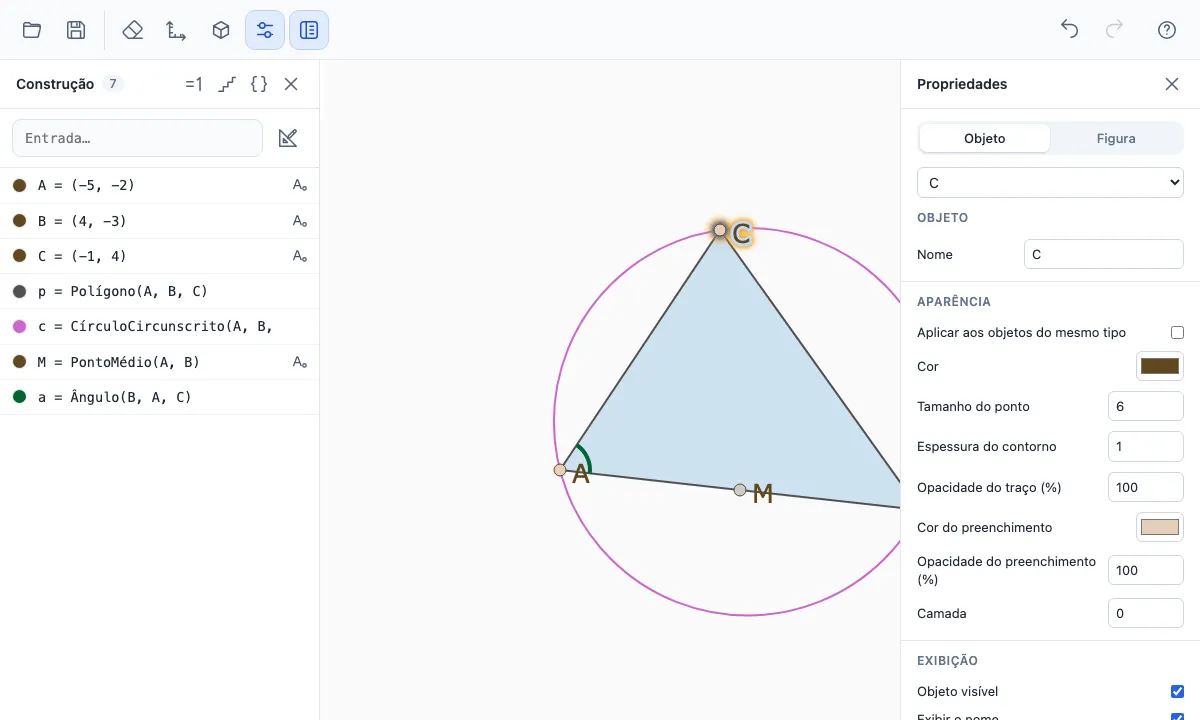 Construção 7
=1
{}
Entrada…
A = (−5, −2)
B = (4, −3)
C = (−1, 4)
p = Polígono(A, B, C)
c = CírculoCircunscrito(A, B,
M = PontoMédio(A, B)
a = Ângulo(B, A, C)
C
A
M
Propriedades
Objeto Figura
C
OBJETO
Nome C
APARÊNCIA
Aplicar aos objetos do mesmo tipo
Cor
Tamanho do ponto 6
Espessura do contorno 1
Opacidade do traço (%) 100
Cor do preenchimento
Opacidade do preenchimento
(%) 100
Camada 0
EXIBIÇÃO
Objeto visível
Exibir o nome